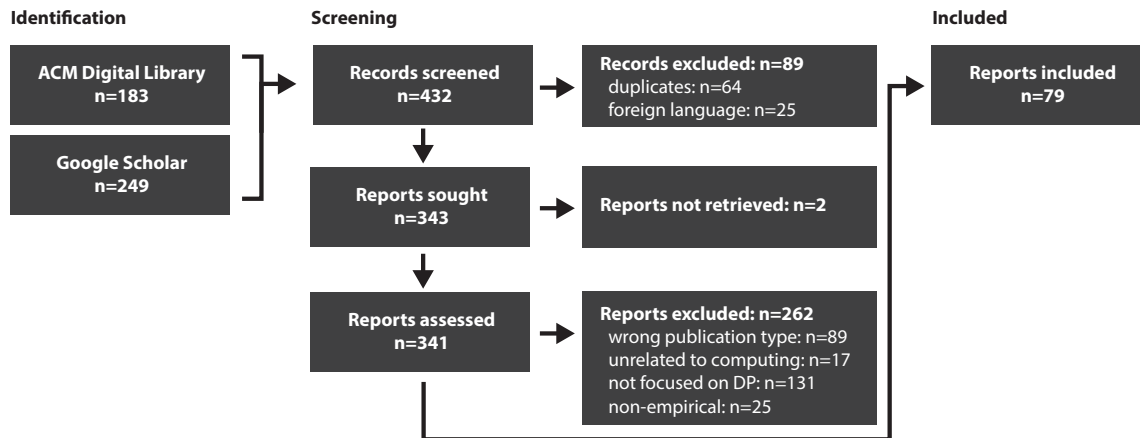 Identification
ACM Digital Library
n=183
Google Scholar
n=249
Screening
Records screened
n=432
Records excluded: n=89
duplicates: n=64
foreign language: n=25
Reports sought
n=343
Reports not retrieved: n=2
Reports assessed
n=341
Reports excluded: n=262
wrong publication type: n=89
unrelated to computing: n=17
not focused on DP: n=131
non-empirical: n=25
Included
Reports included
n=79